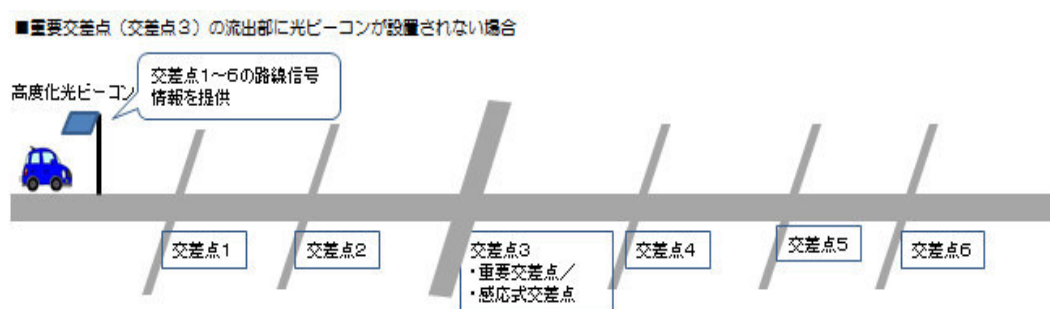 ■重要交差点（交差点３）の流出部に光ビーコンが設置されない場合
交差点1～6の路線信号
情報を提供
高度化光ビーコン
交差点1
交差点2
交差点3
・重要交差点／
・感応式交差点
交差点4
交差点5
交差点6